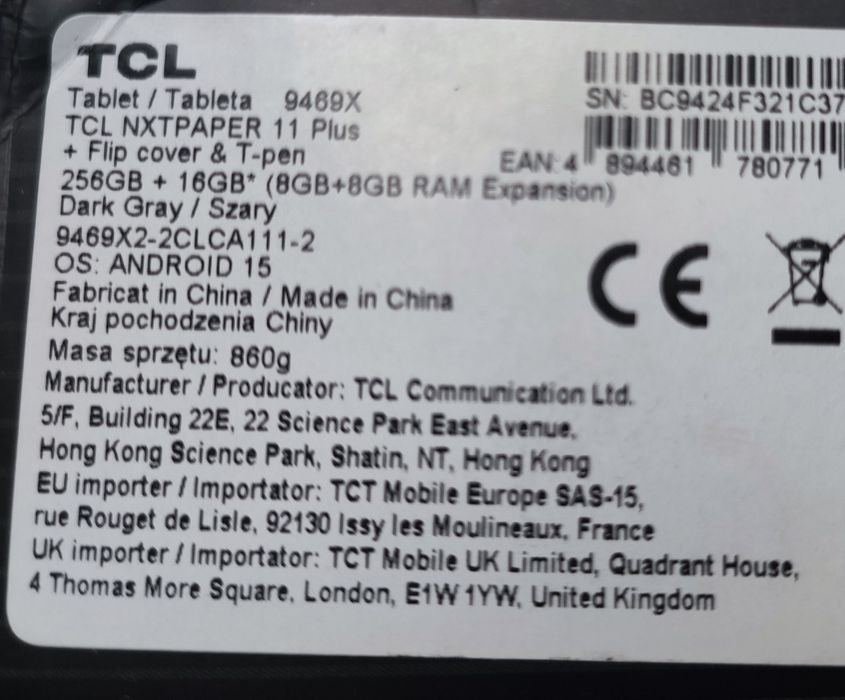 TCL
Tablet / Tableta 9469X
TCL NXTPAPER 11 Plus
+ Flip cover & T-pen
256GB + 16GB* (8GB+8GB RAM Expansion)
Dark Gray / Szary
9469X2-2CLCA111-2
OS: ANDROID 15
Fabricat in China / Made in China
Kraj pochodzenia Chiny
Masa sprzętu: 860g
Manufacturer / Producator: TCL Communication Ltd.
5/F, Building 22E, 22 Science Park East Avenue,
Hong Kong Science Park, Shatin, NT, Hong Kong
EU importer / Importator: TCT Mobile Europe SAS-15,
rue Rouget de Lisle, 92130 Issy les Moulineaux, France
UK importer / Importator: TCT Mobile UK Limited, Quadrant House,
4 Thomas More Square, London, E1W 1YW, United Kingdom
SN: BC9424F321C37
EAN: 4 894461 780771
CE